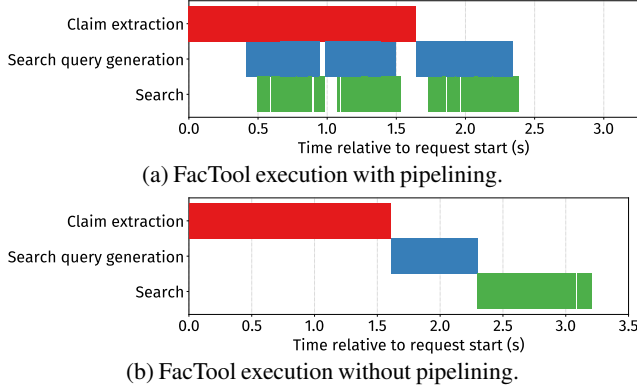 Claim extraction
Search query generation
Search
0.0 0.5 1.0 1.5 2.0 2.5 3.0
Time relative to request start (s)
(a) FacTool execution with pipelining.
Claim extraction
Search query generation
Search
0.0 0.5 1.0 1.5 2.0 2.5 3.0 3.5
Time relative to request start (s)
(b) FacTool execution without pipelining.